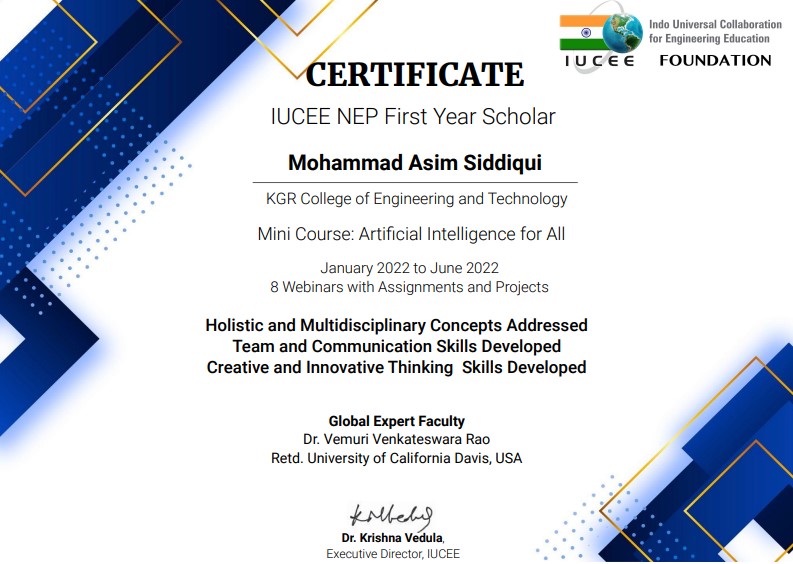 Indo Universal Collaboration
for Engineering Education
IUCEE FOUNDATION
CERTIFICATE
IUCEE NEP First Year Scholar
Mohammad Asim Siddiqui
KGR College of Engineering and Technology
Mini Course: Artificial Intelligence for All
January 2022 to June 2022
8 Webinars with Assignments and Projects
Holistic and Multidisciplinary Concepts Addressed
Team and Communication Skills Developed
Creative and Innovative Thinking  Skills Developed
Global Expert Faculty
Dr. Vemuri Venkateswara Rao
Retd. University of California Davis, USA
Dr. Krishna Vedula,
Executive Director, IUCEE